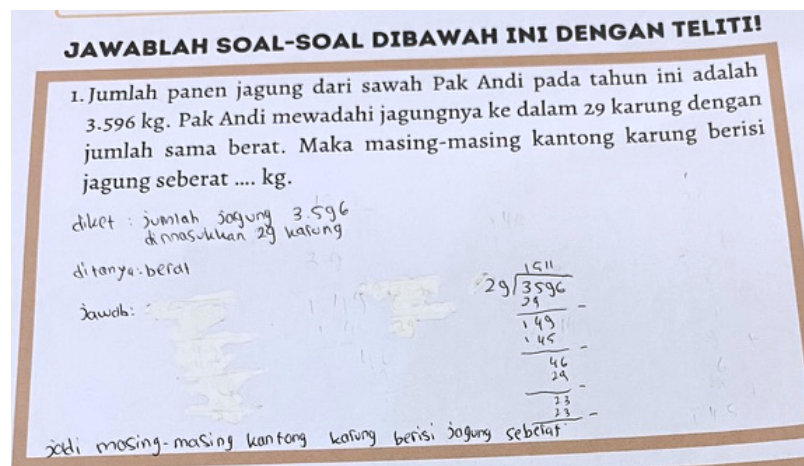 JAWABLAH SOAL-SOAL DIBAWAH INI DENGAN TELITI!
1. Jumlah panen jagung dari sawah Pak Andi pada tahun ini adalah
3.596 kg. Pak Andi mewadahi jagungnya ke dalam 29 karung dengan
jumlah sama berat. Maka masing-masing kantong karung berisi
jagung seberat .... kg.
diket : jumlah jagung 3.596
dimasukkan 29 karung
ditanya : berat
jawab :
1511
29/3596
29 -
149
145 -
46
29 -
23
23 -
jadi masing-masing kantong karung berisi jagung seberat